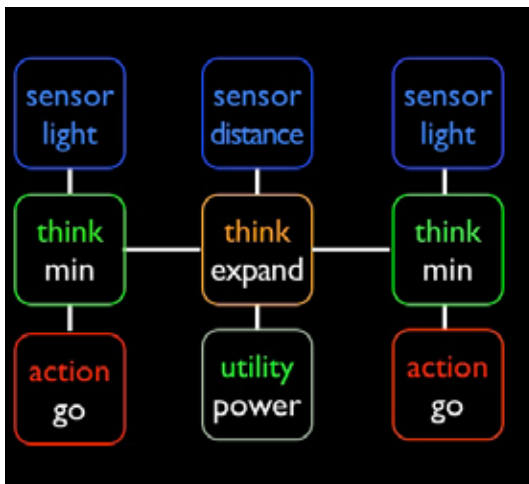 sensor
light
sensor
distance
sensor
light
think
min
think
expand
think
min
action
go
utility
power
action
go